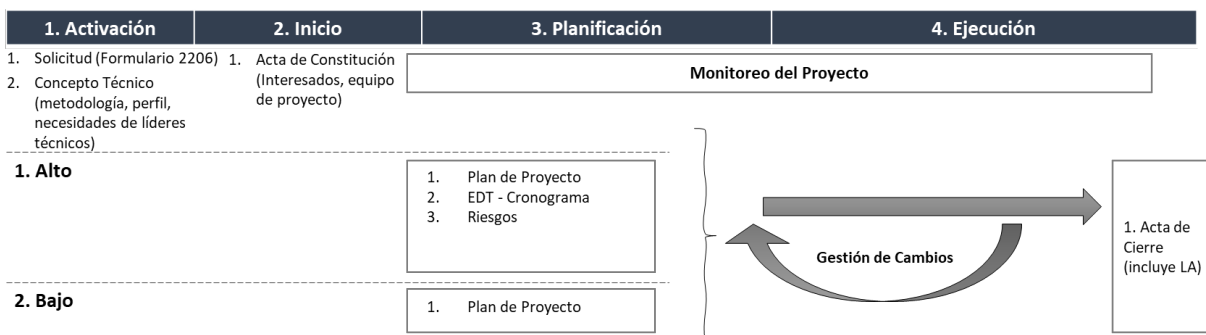 1. Activación
2. Inicio
3. Planificación
4. Ejecución
1. Solicitud (Formulario 2206)
2. Concepto Técnico
(metodología, perfil,
necesidades de líderes
técnicos)
1. Acta de Constitución
(Interesados, equipo
de proyecto)
Monitoreo del Proyecto
1. Alto
1. Plan de Proyecto
2. EDT - Cronograma
3. Riesgos
Gestión de Cambios
1. Acta de
Cierre
(incluye LA)
2. Bajo
1. Plan de Proyecto